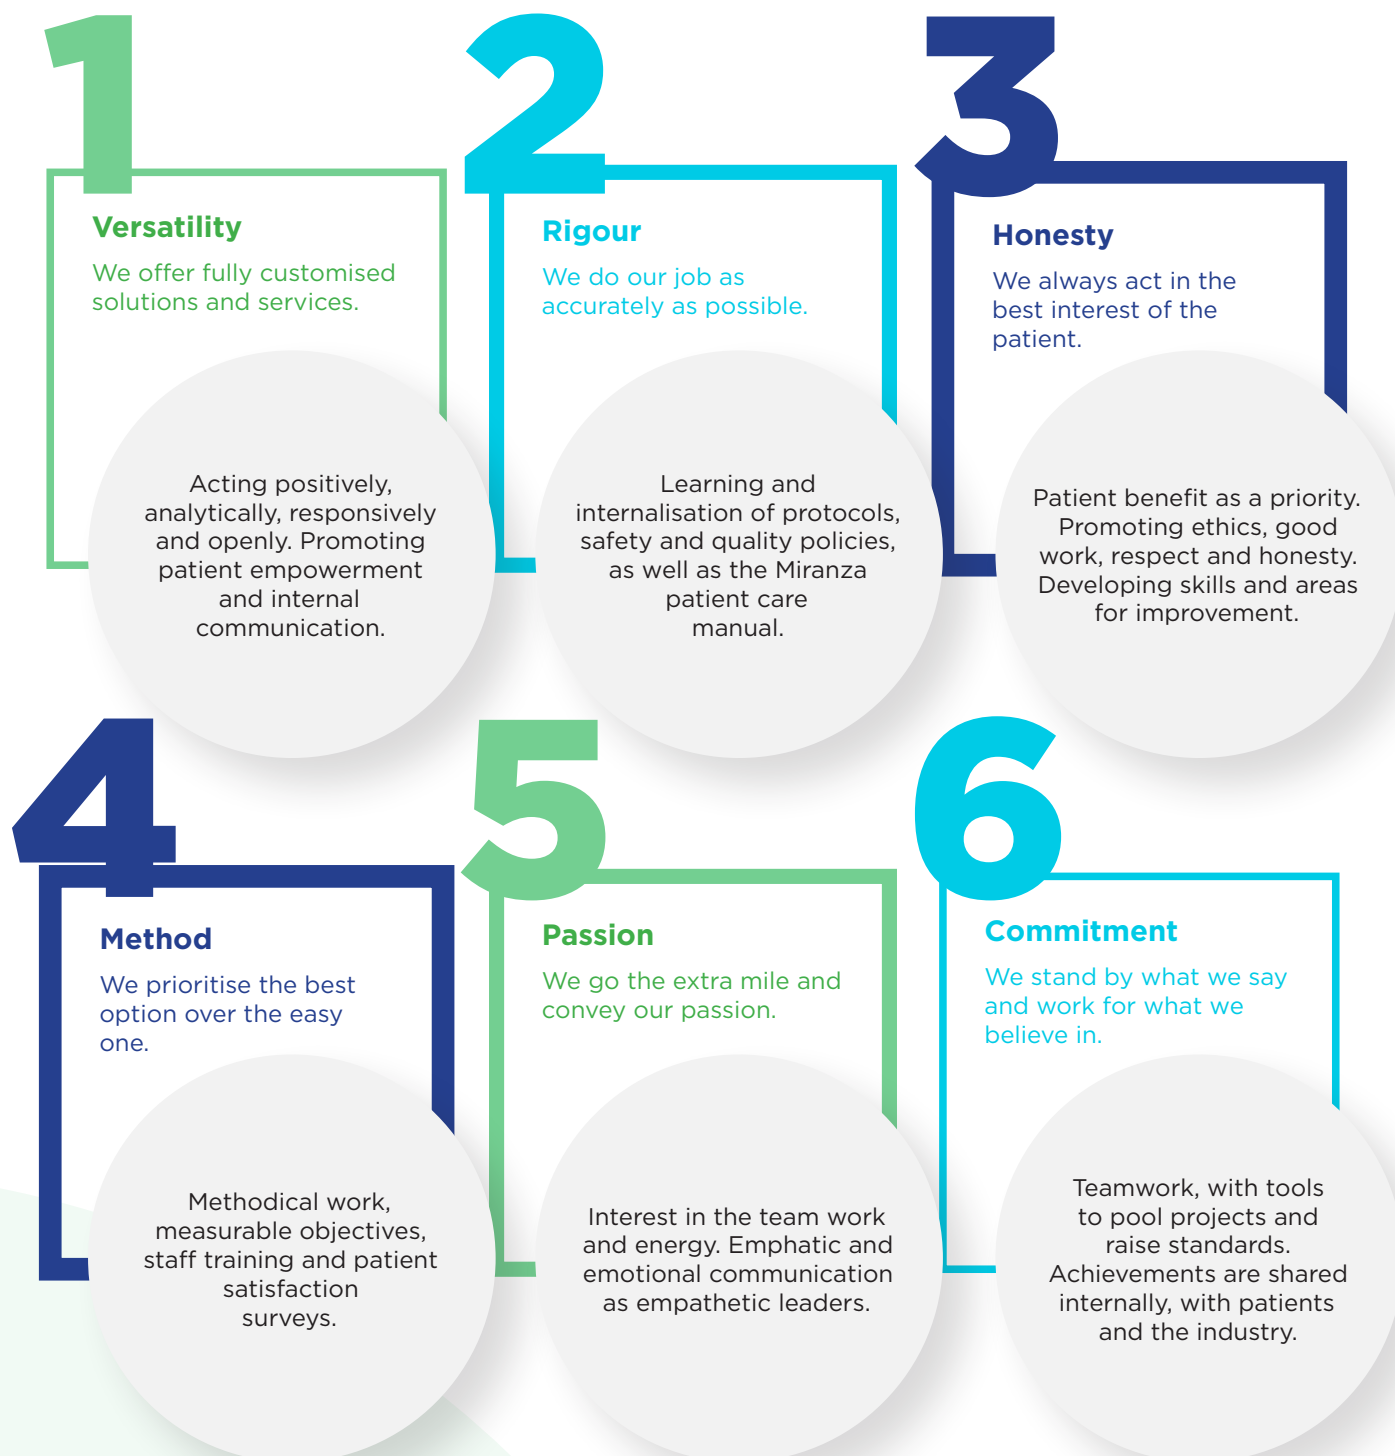 1
Versatility
We offer fully customised
solutions and services.
Acting positively,
analytically, responsively
and openly. Promoting
patient empowerment
and internal
communication.
2
Rigour
We do our job as
accurately as possible.
Learning and
internalisation of protocols,
safety and quality policies,
as well as the Miranza
patient care
manual.
3
Honesty
We always act in the
best interest of the
patient.
Patient benefit as a priority.
Promoting ethics, good
work, respect and honesty.
Developing skills and areas
for improvement.
4
Method
We prioritise the best
option over the easy
one.
Methodical work,
measurable objectives,
staff training and patient
satisfaction
surveys.
5
Passion
We go the extra mile and
convey our passion.
Interest in the team work
and energy. Emphatic and
emotional communication
as empathetic leaders.
6
Commitment
We stand by what we say
and work for what we
believe in.
Teamwork, with tools
to pool projects and
raise standards.
Achievements are shared
internally, with patients
and the industry.